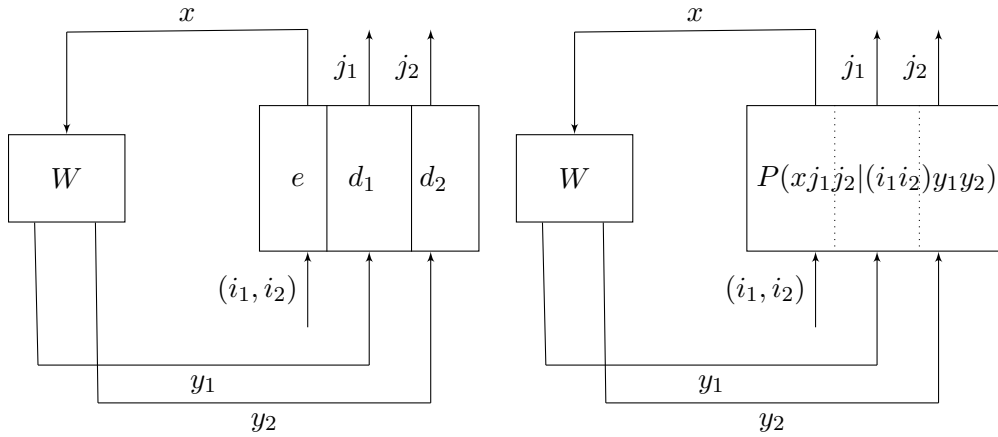 x
x
j₁
j₂
j₁
j₂
W
e
d₁
d₂
W
P(xj₁j₂|(i₁i₂)y₁y₂)
(i₁, i₂)
(i₁, i₂)
y₁
y₁
y₂
y₂